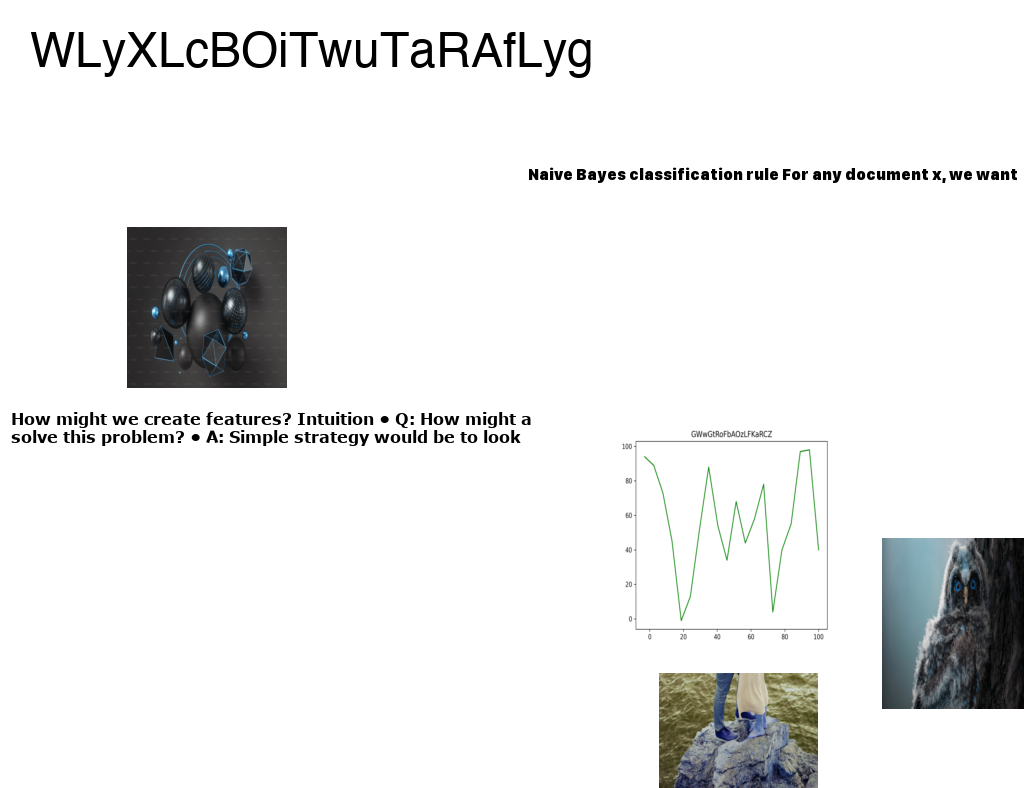 WLyXLcBOiTwuTaRAfLyg
Naive Bayes classification rule For any document x, we want
How might we create features? Intuition • Q: How might a
solve this problem? • A: Simple strategy would be to look
GWwGtRoFbAOzLFKaRCZ
100
80
60
40
20
0
0 20 40 60 80 100